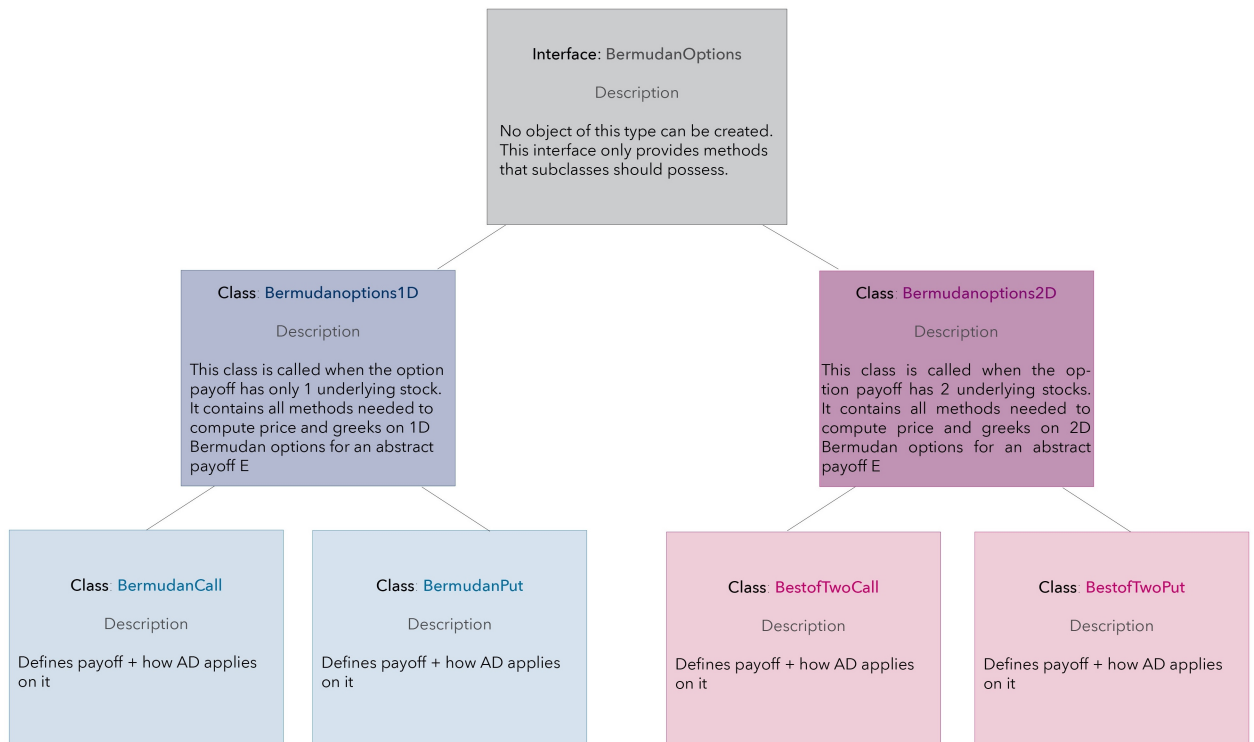 Interface: BermudanOptions
Description
No object of this type can be created.
This interface only provides methods
that subclasses should possess.
Class: Bermudanoptions1D
Description
This class is called when the option
payoff has only 1 underlying stock.
It contains all methods needed to
compute price and greeks on 1D
Bermudan options for an abstract
payoff E
Class: Bermudanoptions2D
Description
This class is called when the op-
tion payoff has 2 underlying stocks.
It contains all methods needed to
compute price and greeks on 2D
Bermudan options for an abstract
payoff E
Class: BermudanCall
Description
Defines payoff + how AD applies
on it
Class: BermudanPut
Description
Defines payoff + how AD applies
on it
Class: BestofTwoCall
Description
Defines payoff + how AD applies
on it
Class: BestofTwoPut
Description
Defines payoff + how AD applies
on it